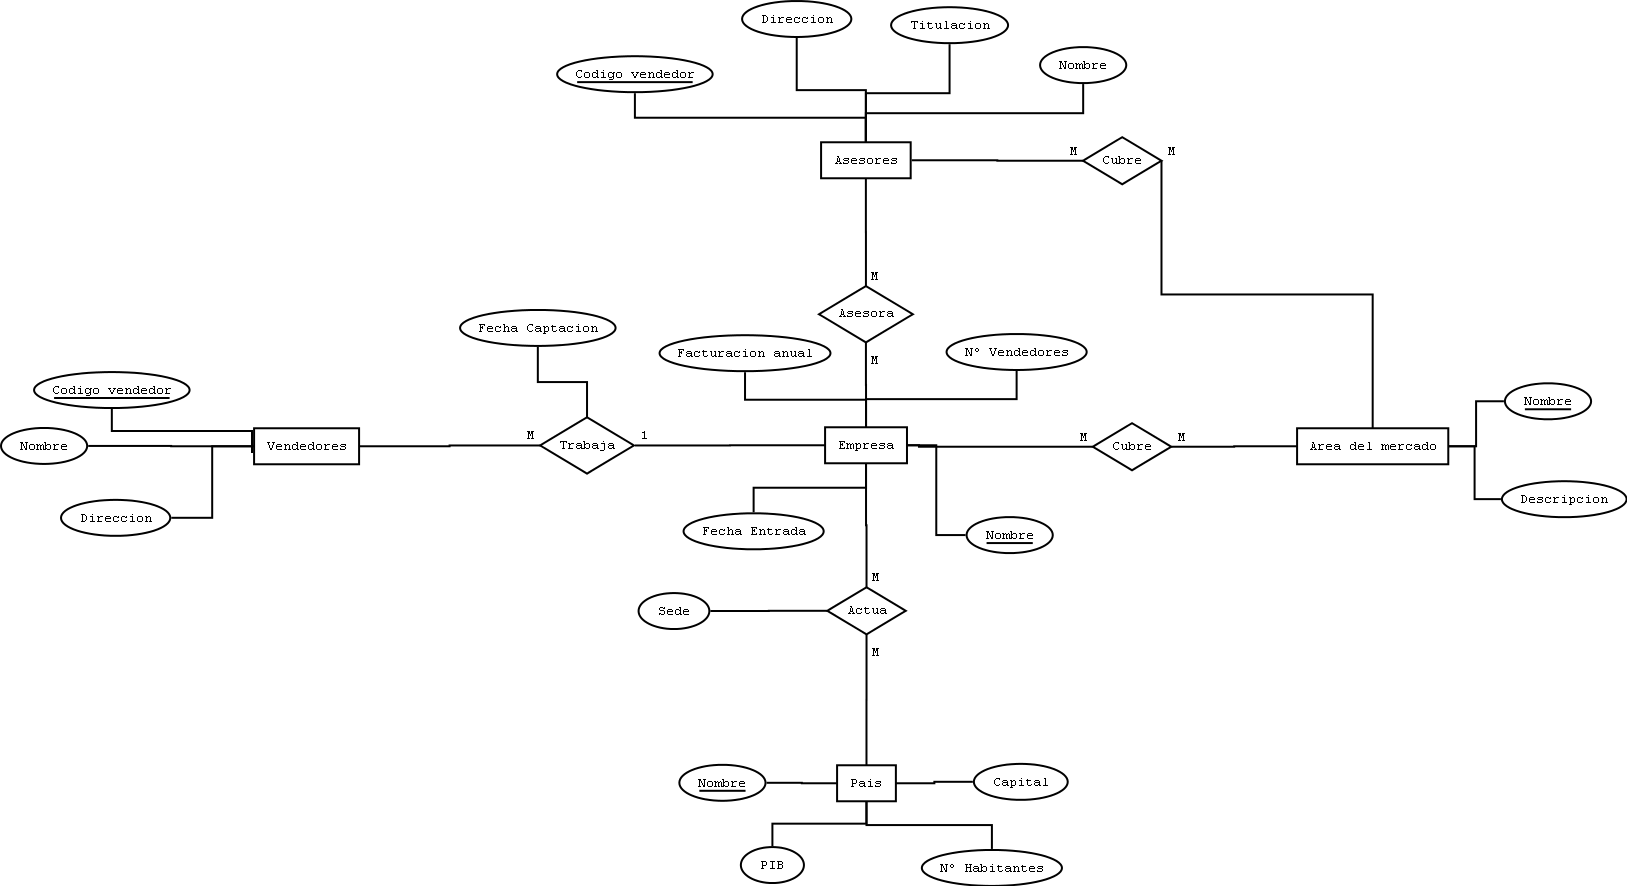 Direccion
Titulacion
Nombre
Codigo vendedor
M
M
Asesores
Cubre
M
Asesora
Fecha Captacion
Facturacion anual
Nº Vendedores
M
Codigo vendedor
Nombre
M
1
M
M
Nombre
Vendedores
Trabaja
Empresa
Cubre
Area del mercado
Direccion
Descripcion
Fecha Entrada
Nombre
M
Sede
Actua
M
Nombre
Pais
Capital
PIB
Nº Habitantes